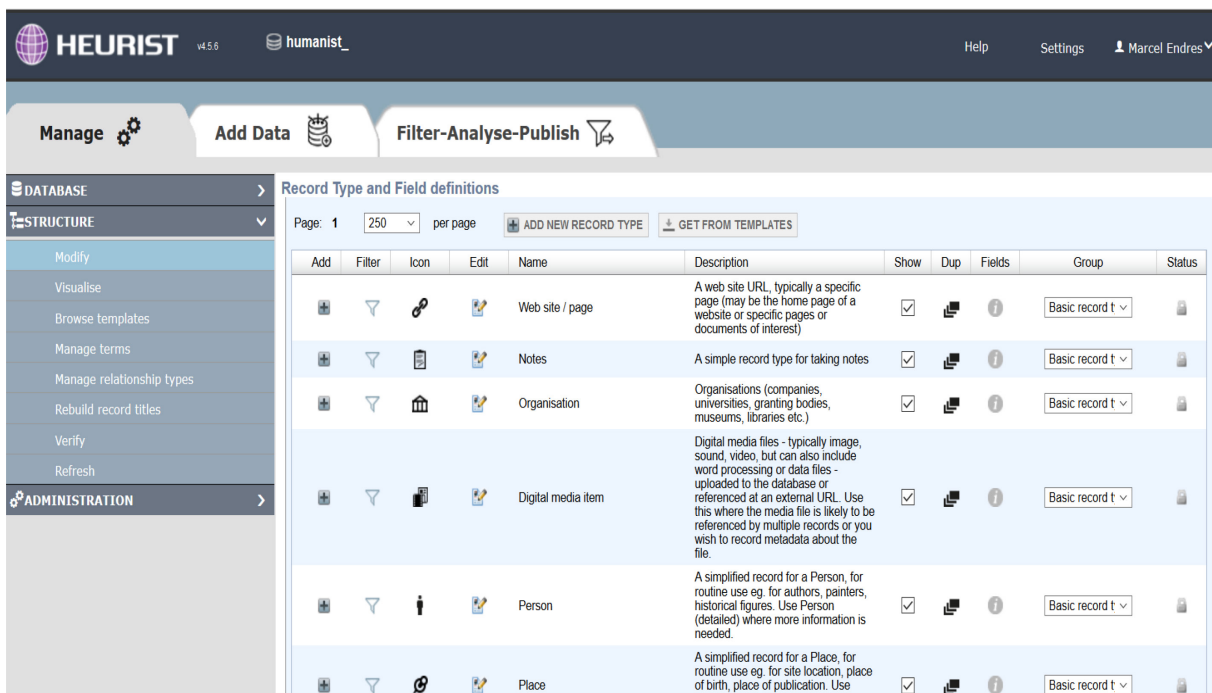 HEURIST v4.5.6 humanist_ Help Settings Marcel Endres
Manage Add Data Filter-Analyse-Publish
DATABASE
STRUCTURE
Modify
Visualise
Browse templates
Manage terms
Manage relationship types
Rebuild record titles
Verify
Refresh
ADMINISTRATION
Record Type and Field definitions
Page: 1 250 per page ADD NEW RECORD TYPE GET FROM TEMPLATES
Add Filter Icon Edit Name Description Show Dup Fields Group Status
Web site / page
A web site URL, typically a specific
page (may be the home page of a
website or specific pages or
documents of interest)
Basic record t
Notes
A simple record type for taking notes
Basic record t
Organisation
Organisations (companies,
universities, granting bodies,
museums, libraries etc.)
Basic record t
Digital media item
Digital media files - typically image,
sound, video, but can also include
word processing or data files -
uploaded to the database or
referenced at an external URL. Use
this where the media file is likely to be
referenced by multiple records or you
wish to record metadata about the
file.
Basic record t
Person
A simplified record for a Person, for
routine use eg. for authors, painters,
historical figures. Use Person
(detailed) where more information is
needed.
Basic record t
Place
A simplified record for a Place, for
routine use eg. for site location, place
of birth, place of publication. Use
Basic record t